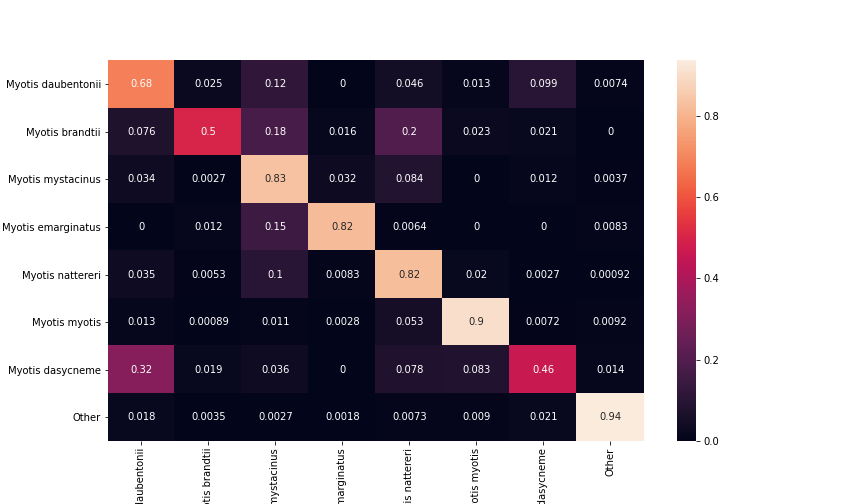 Myotis daubentonii 0.68 0.025 0.12 0 0.046 0.013 0.099 0.0074
Myotis brandtii 0.076 0.5 0.18 0.016 0.2 0.023 0.021 0
Myotis mystacinus 0.034 0.0027 0.83 0.032 0.084 0 0.012 0.0037
Myotis emarginatus 0 0.012 0.15 0.82 0.0064 0 0 0.0083
Myotis nattereri 0.035 0.0053 0.1 0.0083 0.82 0.02 0.0027 0.00092
Myotis myotis 0.013 0.00089 0.011 0.0028 0.053 0.9 0.0072 0.0092
Myotis dasycneme 0.32 0.019 0.036 0 0.078 0.083 0.46 0.014
Other 0.018 0.0035 0.0027 0.0018 0.0073 0.009 0.021 0.94
daubentonii
tis brandtii
mystacinus
marginatus
is nattereri
otis myotis
dasycneme
Other
0.8
0.6
0.4
0.2
0.0